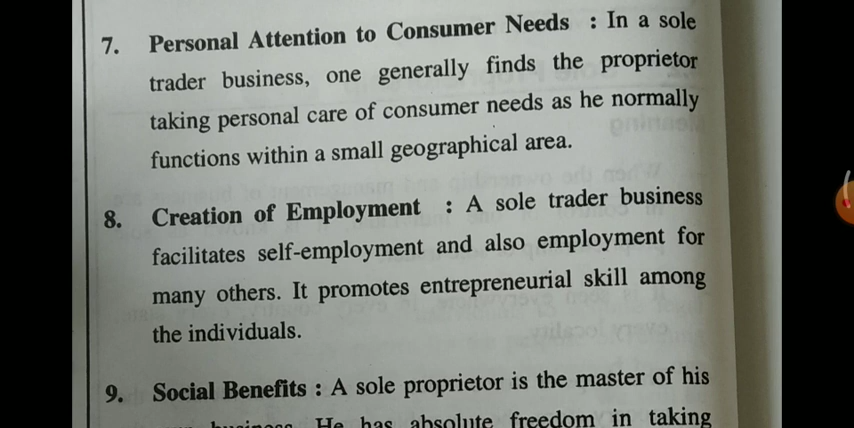 7. Personal Attention to Consumer Needs : In a sole
trader business, one generally finds the proprietor
taking personal care of consumer needs as he normally
functions within a small geographical area.
8. Creation of Employment : A sole trader business
facilitates self-employment and also employment for
many others. It promotes entrepreneurial skill among
the individuals.
9. Social Benefits : A sole proprietor is the master of his
business. He has absolute freedom in taking